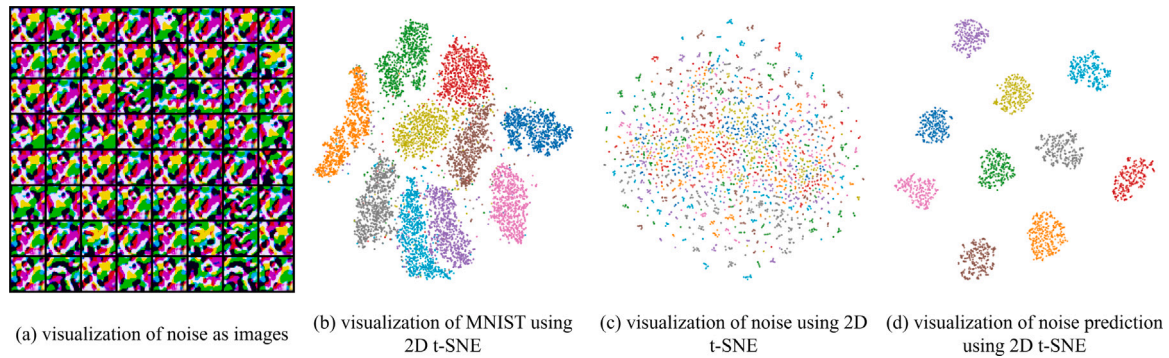 (a) visualization of noise as images
(b) visualization of MNIST using
2D t-SNE
(c) visualization of noise using 2D
t-SNE
(d) visualization of noise prediction
using 2D t-SNE